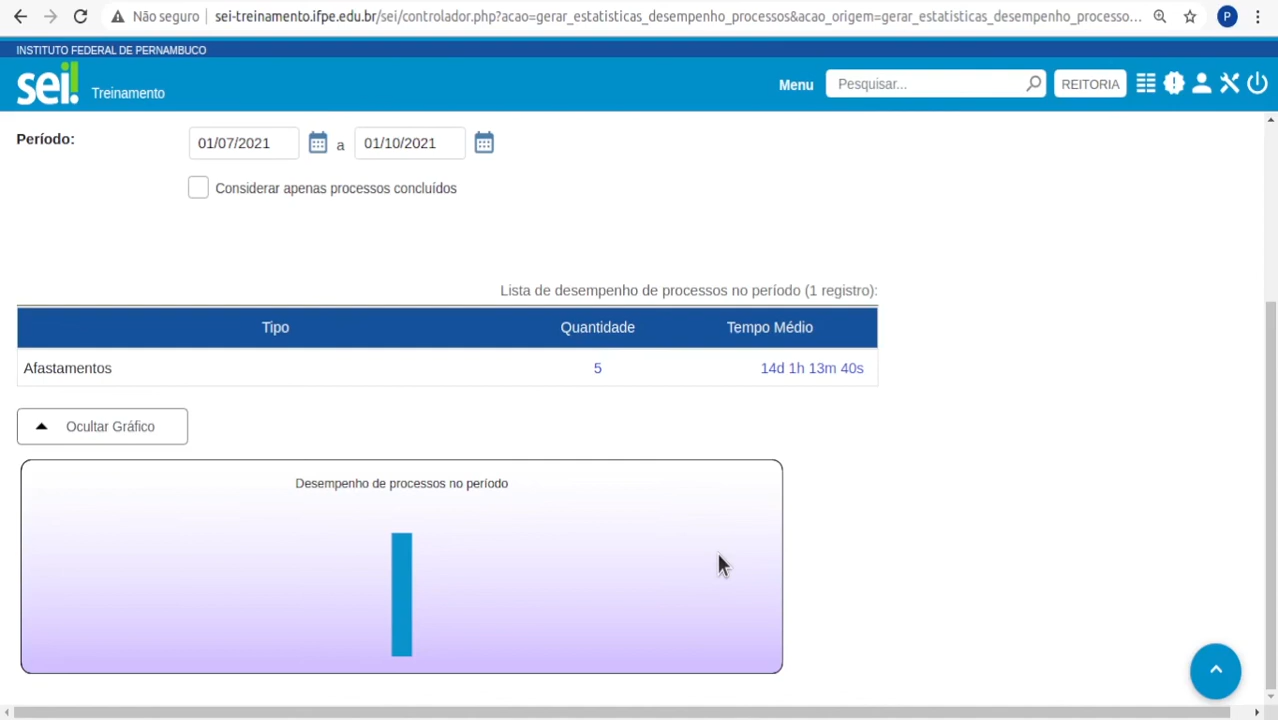 Não seguro
sei-treinamento.ifpe.edu.br/sei/controlador.php?acao=gerar_estatisticas_desempenho_processos&acao_origem=gerar_estatisticas_desempenho_processo...
P
INSTITUTO FEDERAL DE PERNAMBUCO
sei!
Treinamento
Menu
Pesquisar...
REITORIA
Período:
01/07/2021
a
01/10/2021
Considerar apenas processos concluídos
Lista de desempenho de processos no período (1 registro):
Tipo Quantidade Tempo Médio
Afastamentos 5 14d 1h 13m 40s
Ocultar Gráfico
Desempenho de processos no período